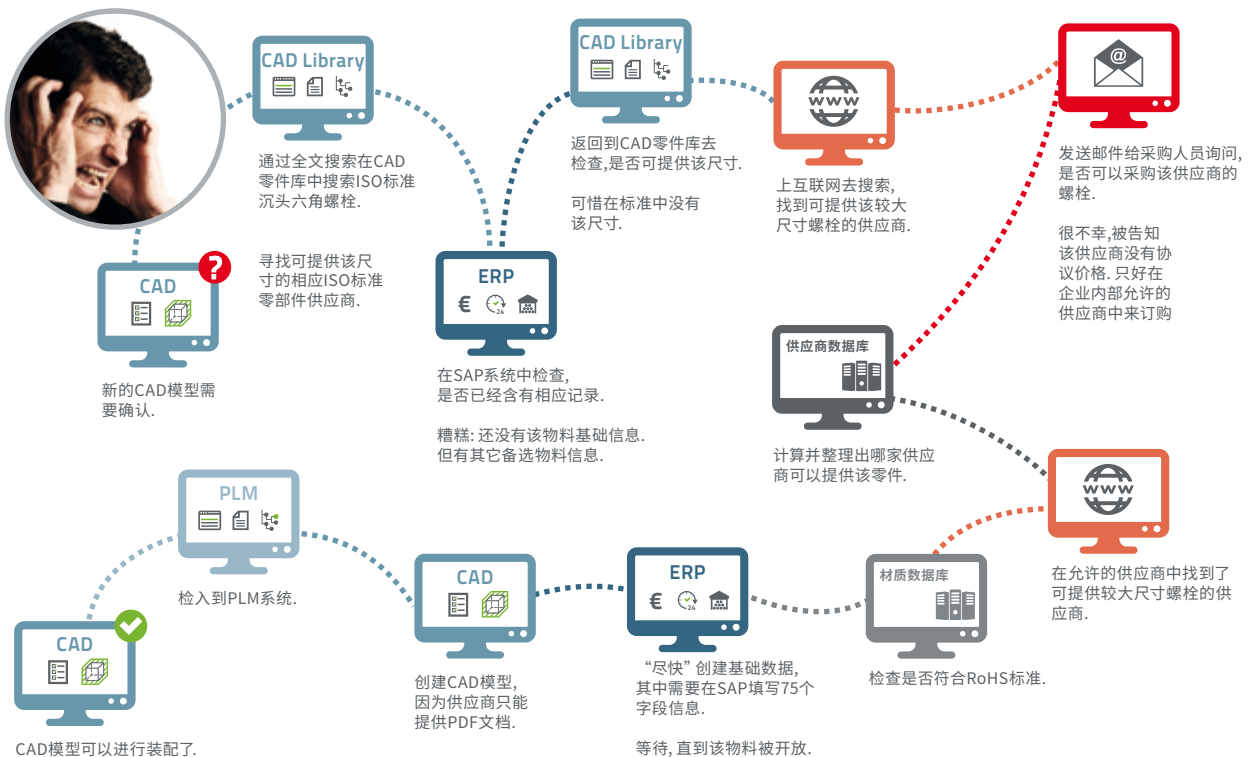 CAD
?
新的CAD模型需
要确认.
CAD Library
通过全文搜索在CAD
零件库中搜索ISO标准
沉头六角螺栓.
寻找可提供该尺
寸的相应ISO标准
零部件供应商.
ERP
€
24
在SAP系统中检查,
是否已经含有相应记录.
糟糕: 还没有该物料基础信息.
但有其它备选物料信息.
CAD Library
返回到CAD零件库去
检查,是否可提供该尺寸.
可惜在标准中没有
该尺寸.
www
上互联网去搜索,
找到可提供该较大
尺寸螺栓的供应商.
@
发送邮件给采购人员询问,
是否可以采购该供应商的
螺栓.
很不幸,被告知
该供应商没有协
议价格. 只好在
企业内部允许的
供应商中来订购
供应商数据库
计算并整理出哪家供应
商可以提供该零件.
www
在允许的供应商中找到了
可提供较大尺寸螺栓的供
应商.
材质数据库
检查是否符合RoHS标准.
ERP
€
24
“尽快” 创建基础数据,
其中需要在SAP填写75个
字段信息.
等待, 直到该物料被开放.
CAD
创建CAD模型,
因为供应商只能
提供PDF文档.
PLM
检入到PLM系统.
CAD
CAD模型可以进行装配了.